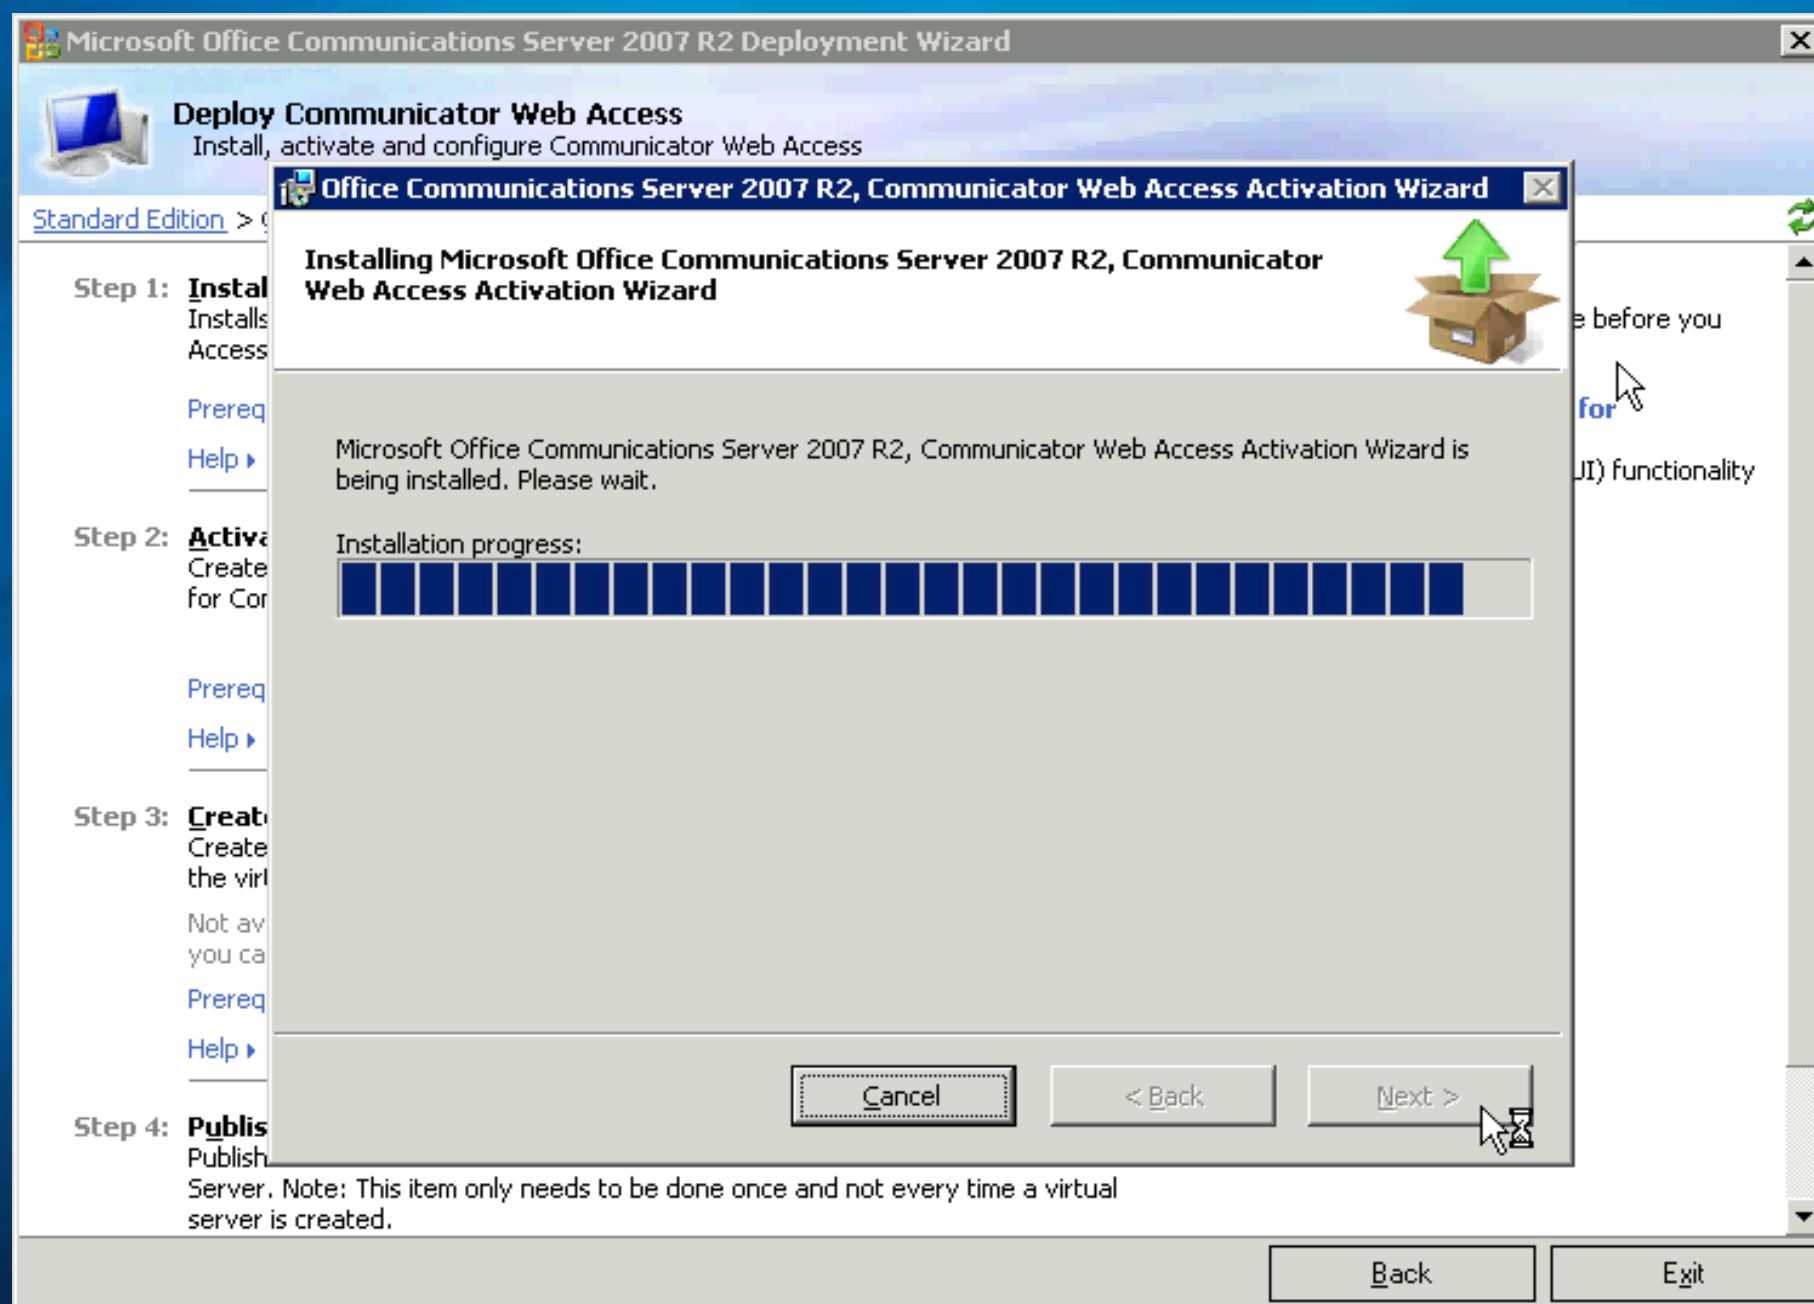 Microsoft Office Communications Server 2007 R2 Deployment Wizard
Deploy Communicator Web Access
Install, activate and configure Communicator Web Access
Office Communications Server 2007 R2, Communicator Web Access Activation Wizard
Standard Edition >
Installing Microsoft Office Communications Server 2007 R2, Communicator
Web Access Activation Wizard
Step 1: Instal
Installs
e before you
Access
Prereq
for
Microsoft Office Communications Server 2007 R2, Communicator Web Access Activation Wizard is
being installed. Please wait.
Help
UI) functionality
Step 2: Activa
Installation progress:
Create
for Cor
Prereq
Help
Step 3: Create
Create
the virt
Not av
you ca
Prereq
Help
Cancel
< Back
Next >
Step 4: Publis
Publish
Server. Note: This item only needs to be done once and not every time a virtual
server is created.
Back
Exit